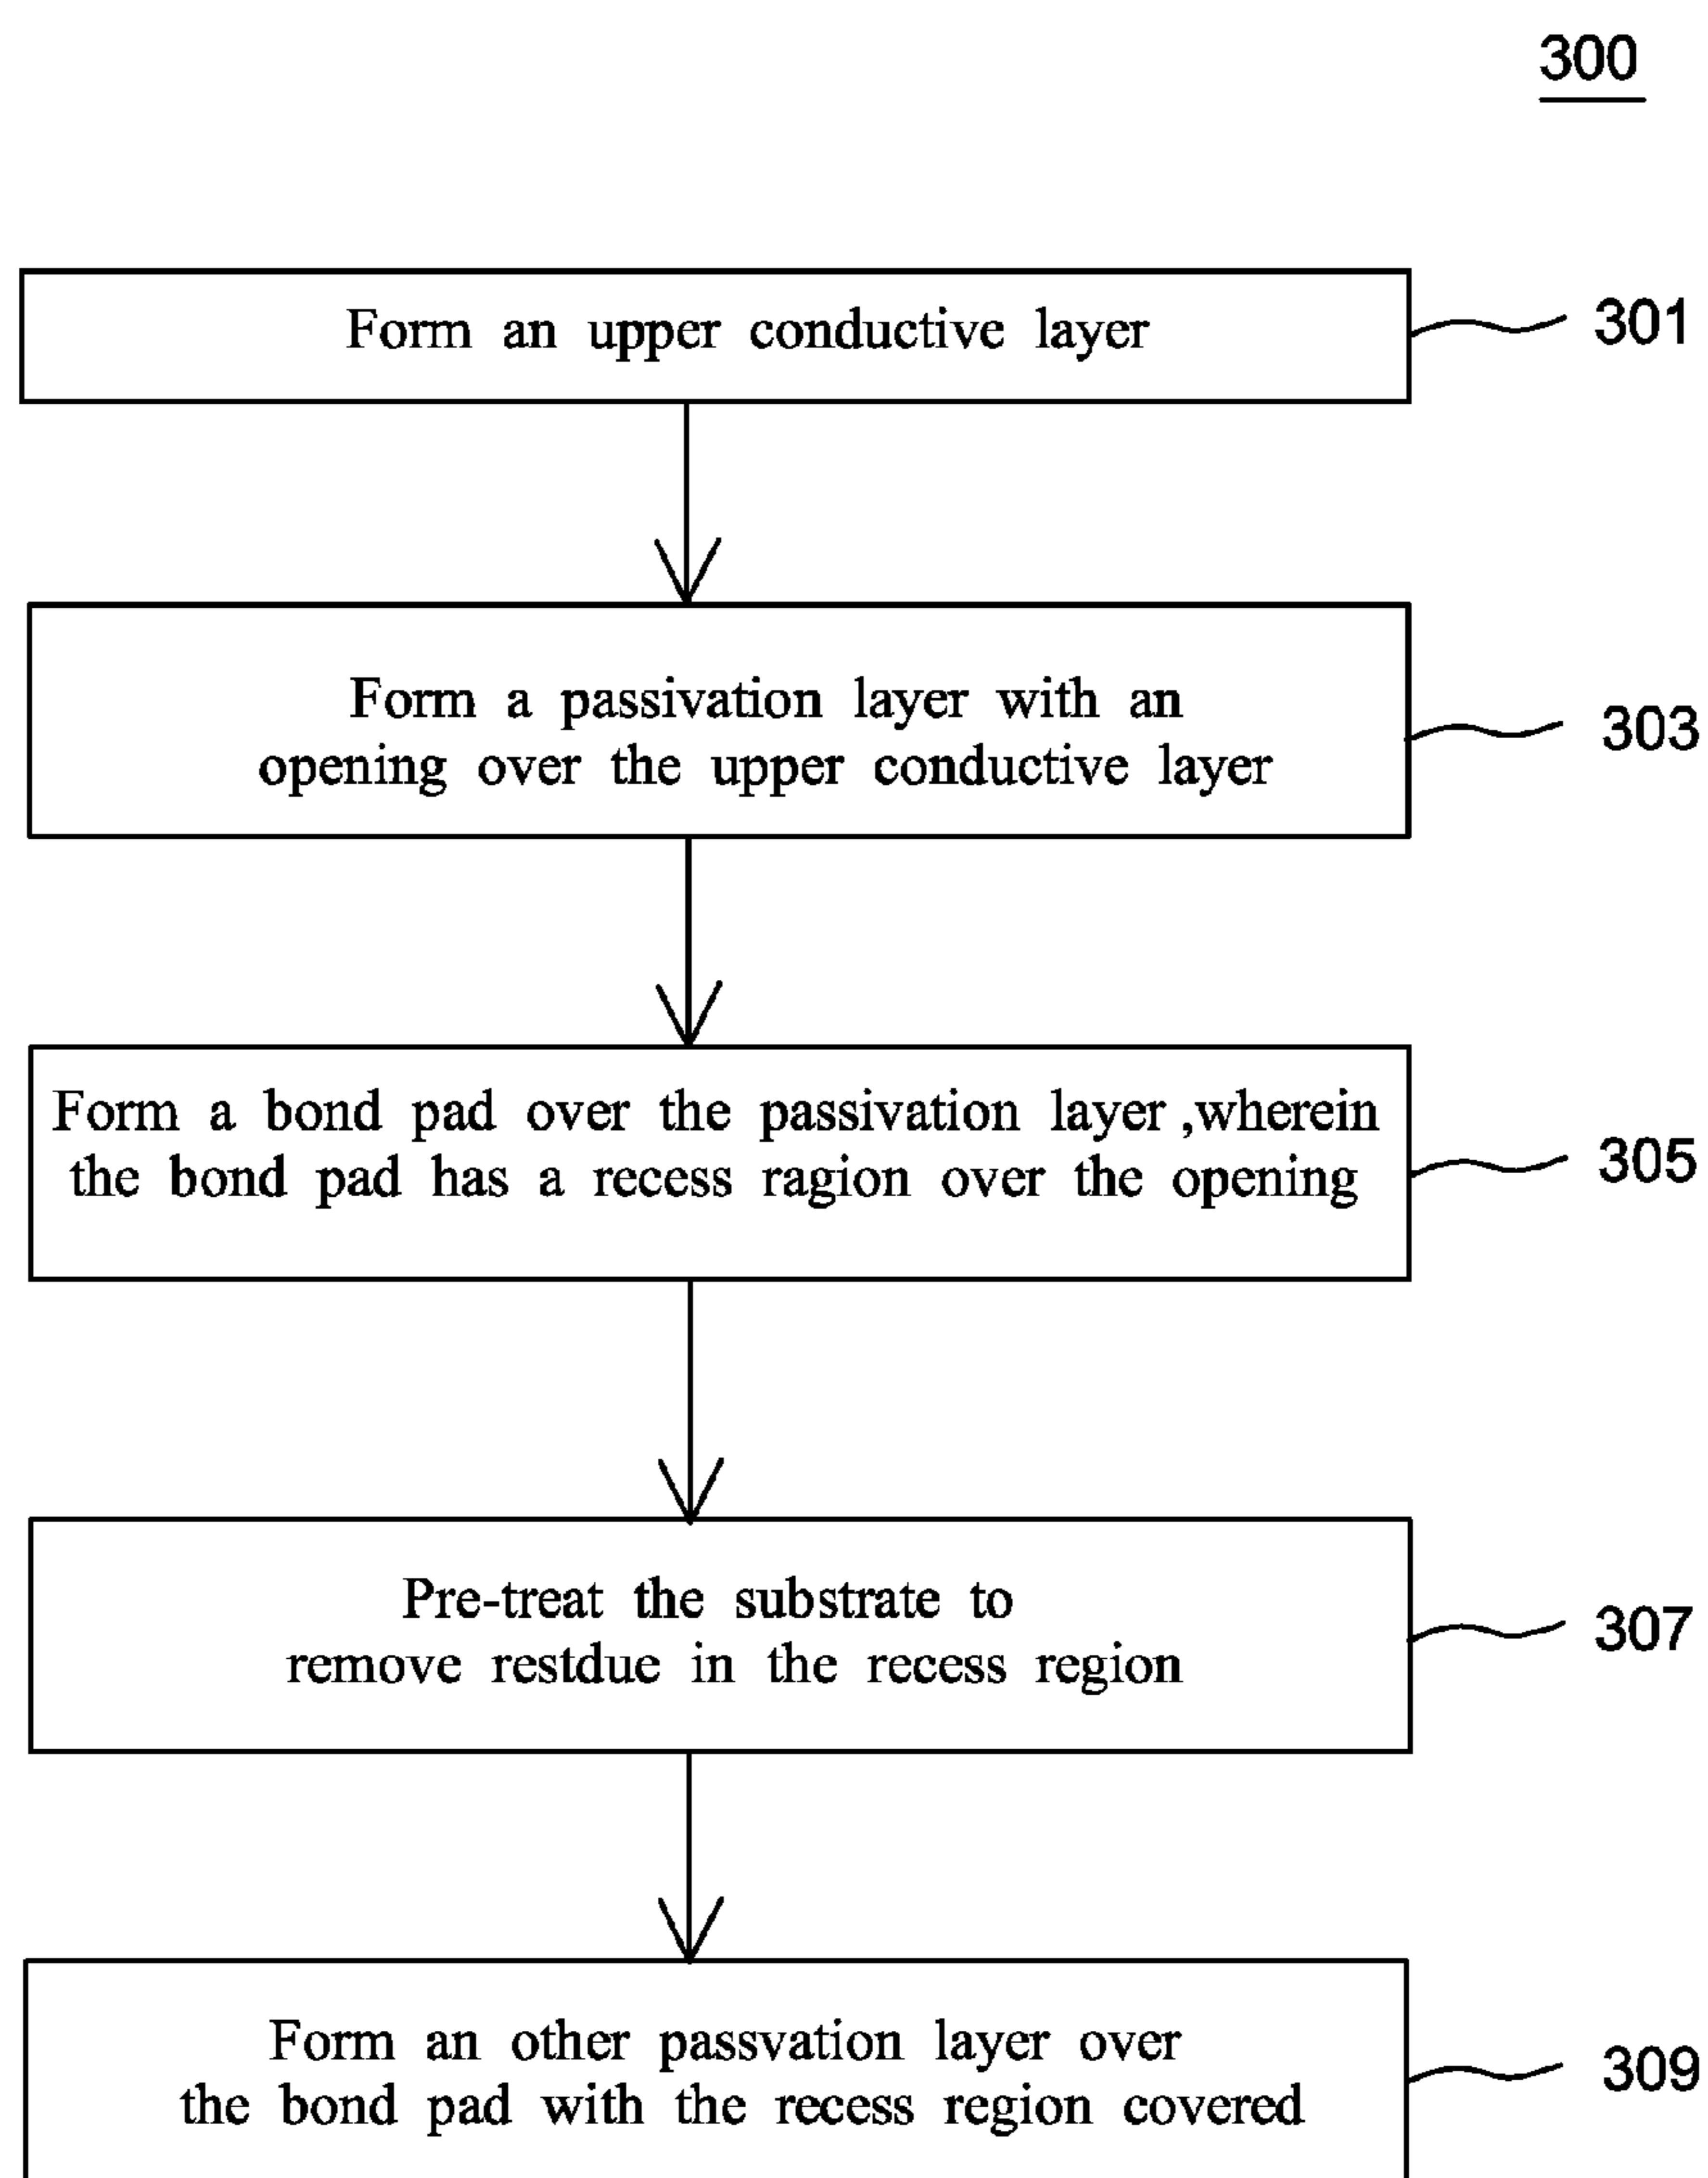 300
Form an upper conductive layer
301
Form a passivation layer with an
opening over the upper conductive layer
303
Form a bond pad over the passivation layer ,wherein
the bond pad has a recess ragion over the opening
305
Pre-treat the substrate to
remove restdue in the recess region
307
Form an other passvation layer over
the bond pad with the recess region covered
309